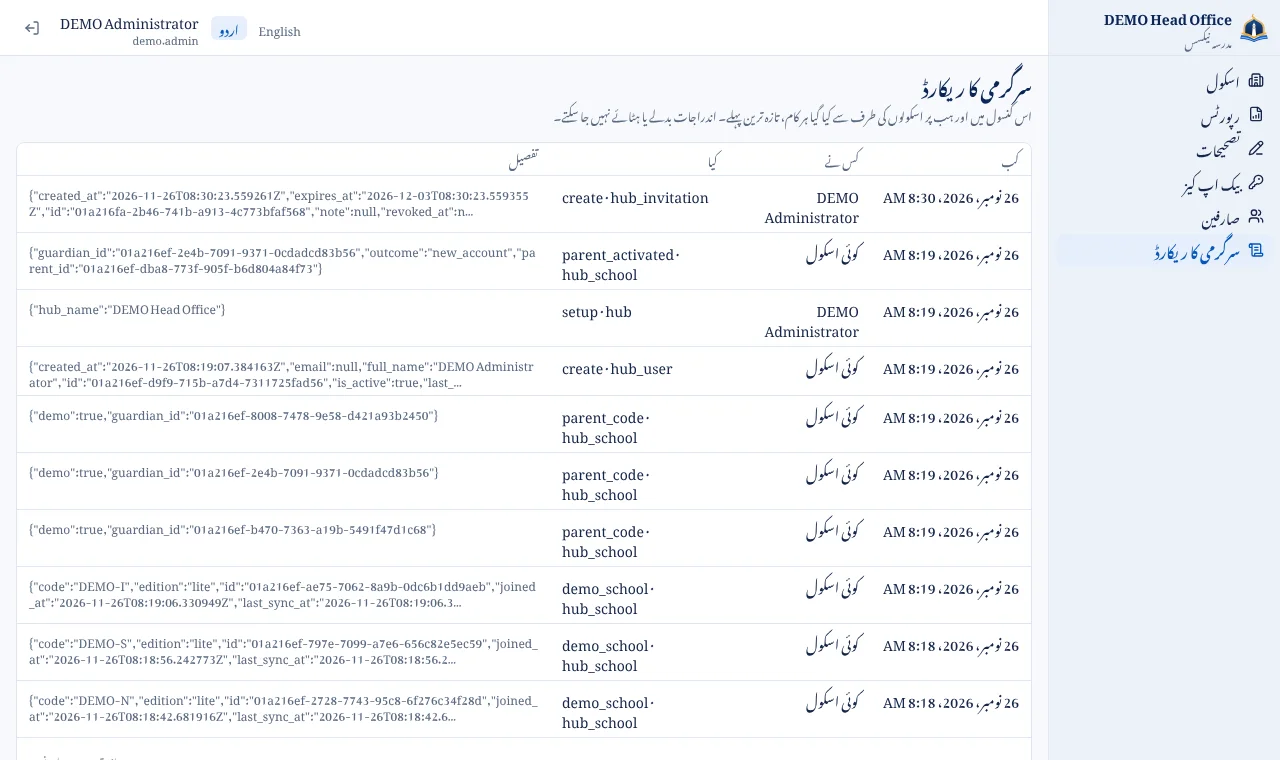 DEMO Head Office
مدرسہ نیکسس
اسکول
رپورٹس
تصحیحات
بیک اپ کیز
صارفین
سرگرمی کا ریکارڈ
DEMO Administrator
demo.admin
اردو
English
سرگرمی کا ریکارڈ
اس کنسول میں اور ہب پر اسکولوں کی طرف سے کیا گیا ہر کام، تازہ ترین پہلے۔ اندراجات بدلے یا ہٹائے نہیں جا سکتے۔
کب کس نے کیا تفصیل
26 نومبر، 2026، 8:30 AM
DEMO Administrator
create · hub_invitation
{"created_at":"2026-11-26T08:30:23.559261Z","expires_at":"2026-12-03T08:30:23.559355
Z","id":"01a216fa-2b46-741b-a913-4c773bfaf568","note":null,"revoked_at":n…
26 نومبر، 2026، 8:19 AM
کوئی اسکول
parent_activated ·
hub_school
{"guardian_id":"01a216ef-2e4b-7091-9371-0cdadcd83b56","outcome":"new_account","pa
rent_id":"01a216ef-dba8-773f-905f-b6d804a84f73"}
26 نومبر، 2026، 8:19 AM
DEMO Administrator
setup · hub
{"hub_name":"DEMO Head Office"}
26 نومبر، 2026، 8:19 AM
کوئی اسکول
create · hub_user
{"created_at":"2026-11-26T08:19:07.384163Z","email":null,"full_name":"DEMO Administr
ator","id":"01a216ef-d9f9-715b-a7d4-7311725fad56","is_active":true,"last_…
26 نومبر، 2026، 8:19 AM
کوئی اسکول
parent_code ·
hub_school
{"demo":true,"guardian_id":"01a216ef-8008-7478-9e58-d421a93b2450"}
26 نومبر، 2026، 8:19 AM
کوئی اسکول
parent_code ·
hub_school
{"demo":true,"guardian_id":"01a216ef-2e4b-7091-9371-0cdadcd83b56"}
26 نومبر، 2026، 8:19 AM
کوئی اسکول
parent_code ·
hub_school
{"demo":true,"guardian_id":"01a216ef-b470-7363-a19b-5491f47d1c68"}
26 نومبر، 2026، 8:19 AM
کوئی اسکول
demo_school ·
hub_school
{"code":"DEMO-I","edition":"lite","id":"01a216ef-ae75-7062-8a9b-0dc6b1dd9aeb","joined
_at":"2026-11-26T08:19:06.330949Z","last_sync_at":"2026-11-26T08:19:06.3…
26 نومبر، 2026، 8:18 AM
کوئی اسکول
demo_school ·
hub_school
{"code":"DEMO-S","edition":"lite","id":"01a216ef-797e-7099-a7e6-656c82e5ec59","joined_
at":"2026-11-26T08:18:56.242773Z","last_sync_at":"2026-11-26T08:18:56.2…
26 نومبر، 2026، 8:18 AM
کوئی اسکول
demo_school ·
hub_school
{"code":"DEMO-N","edition":"lite","id":"01a216ef-2728-7743-95c8-6f276c34f28d","joined_
at":"2026-11-26T08:18:42.681916Z","last_sync_at":"2026-11-26T08:18:42.6…